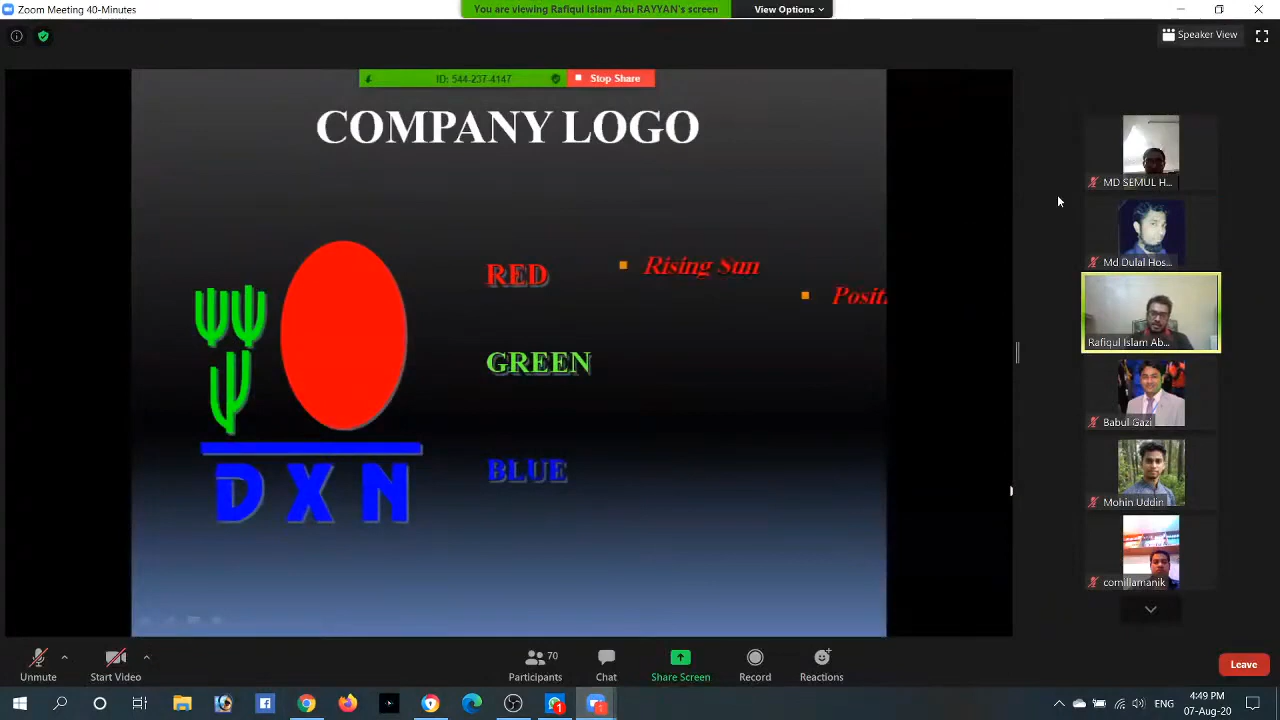 Zoom Meeting 40-Minutes
You are viewing Rafiqul Islam Abu RAYYAN's screen
View Options
Speaker View
ID: 544-237-4147
Stop Share
COMPANY LOGO
RED
Rising Sun
Positi
GREEN
BLUE
DXN
MD SEMUL H...
Md Dulal Hos...
Rafiqul Islam Ab...
Babul Gazi
Mohin Uddin
comillamanik
Unmute
Start Video
70
Participants
Chat
Share Screen
Record
Reactions
Leave
4:49 PM
07-Aug-20